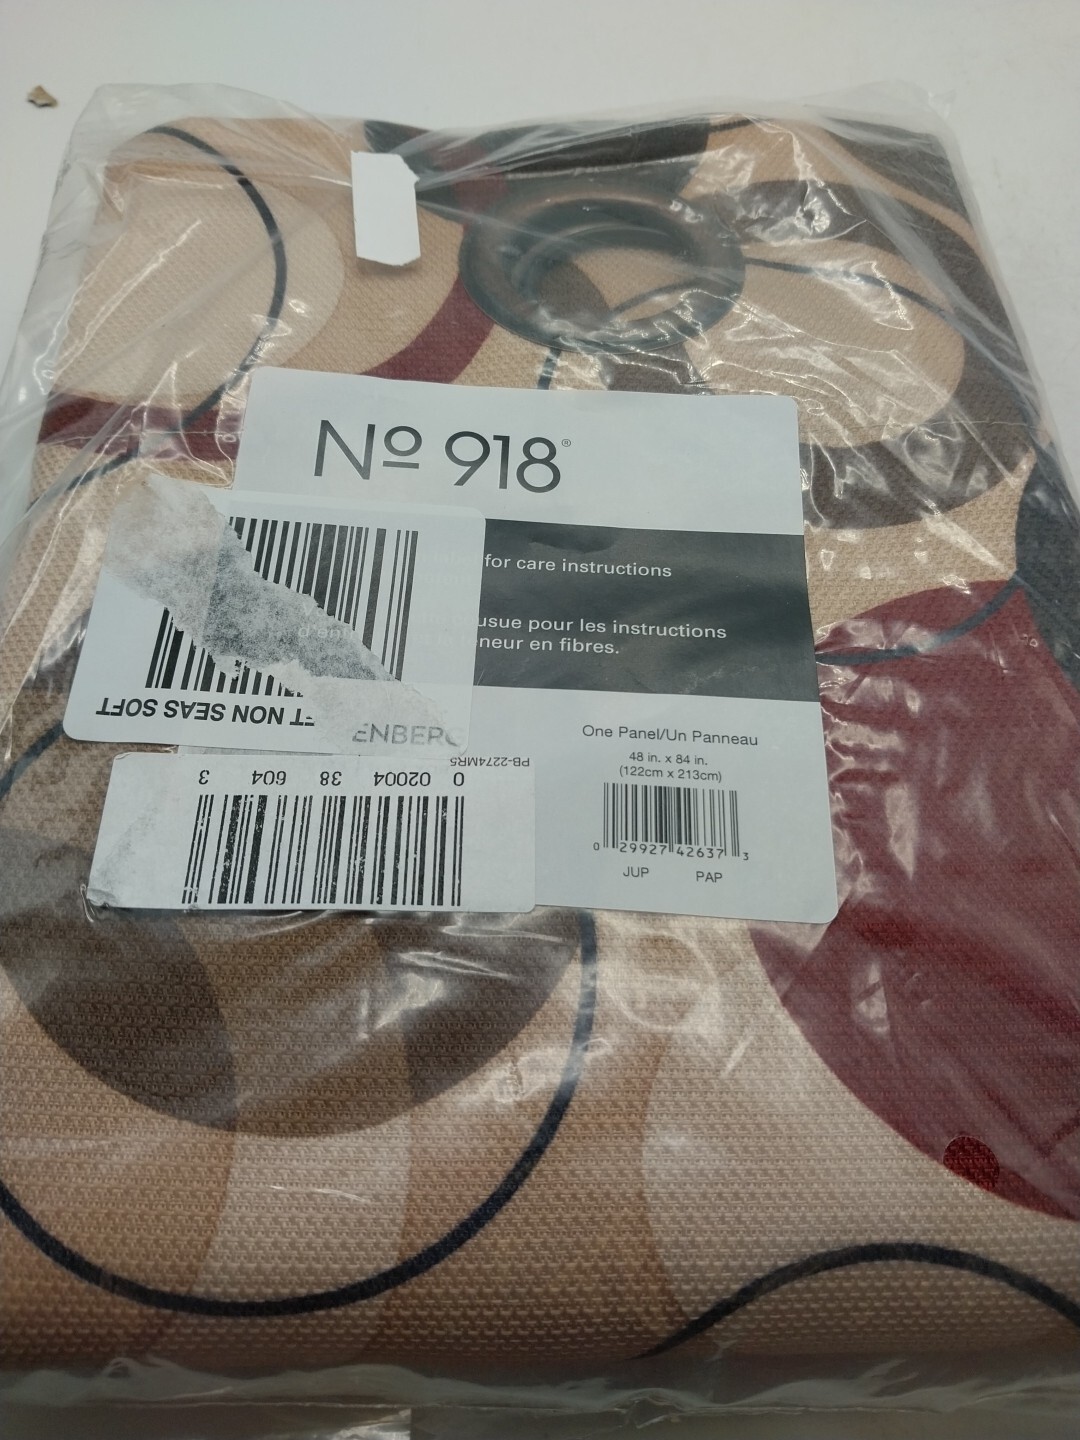 No 918®
for care instructions
usue pour les instructions
neur en fibres.
One Panel/Un Panneau
48 in. x 84 in.
(122cm x 213cm)
0 29927 42637 3
JUP PAP
FT NON SEAS SOFT
ENBERG
PB-2274MR5
0 02004 38 604 3